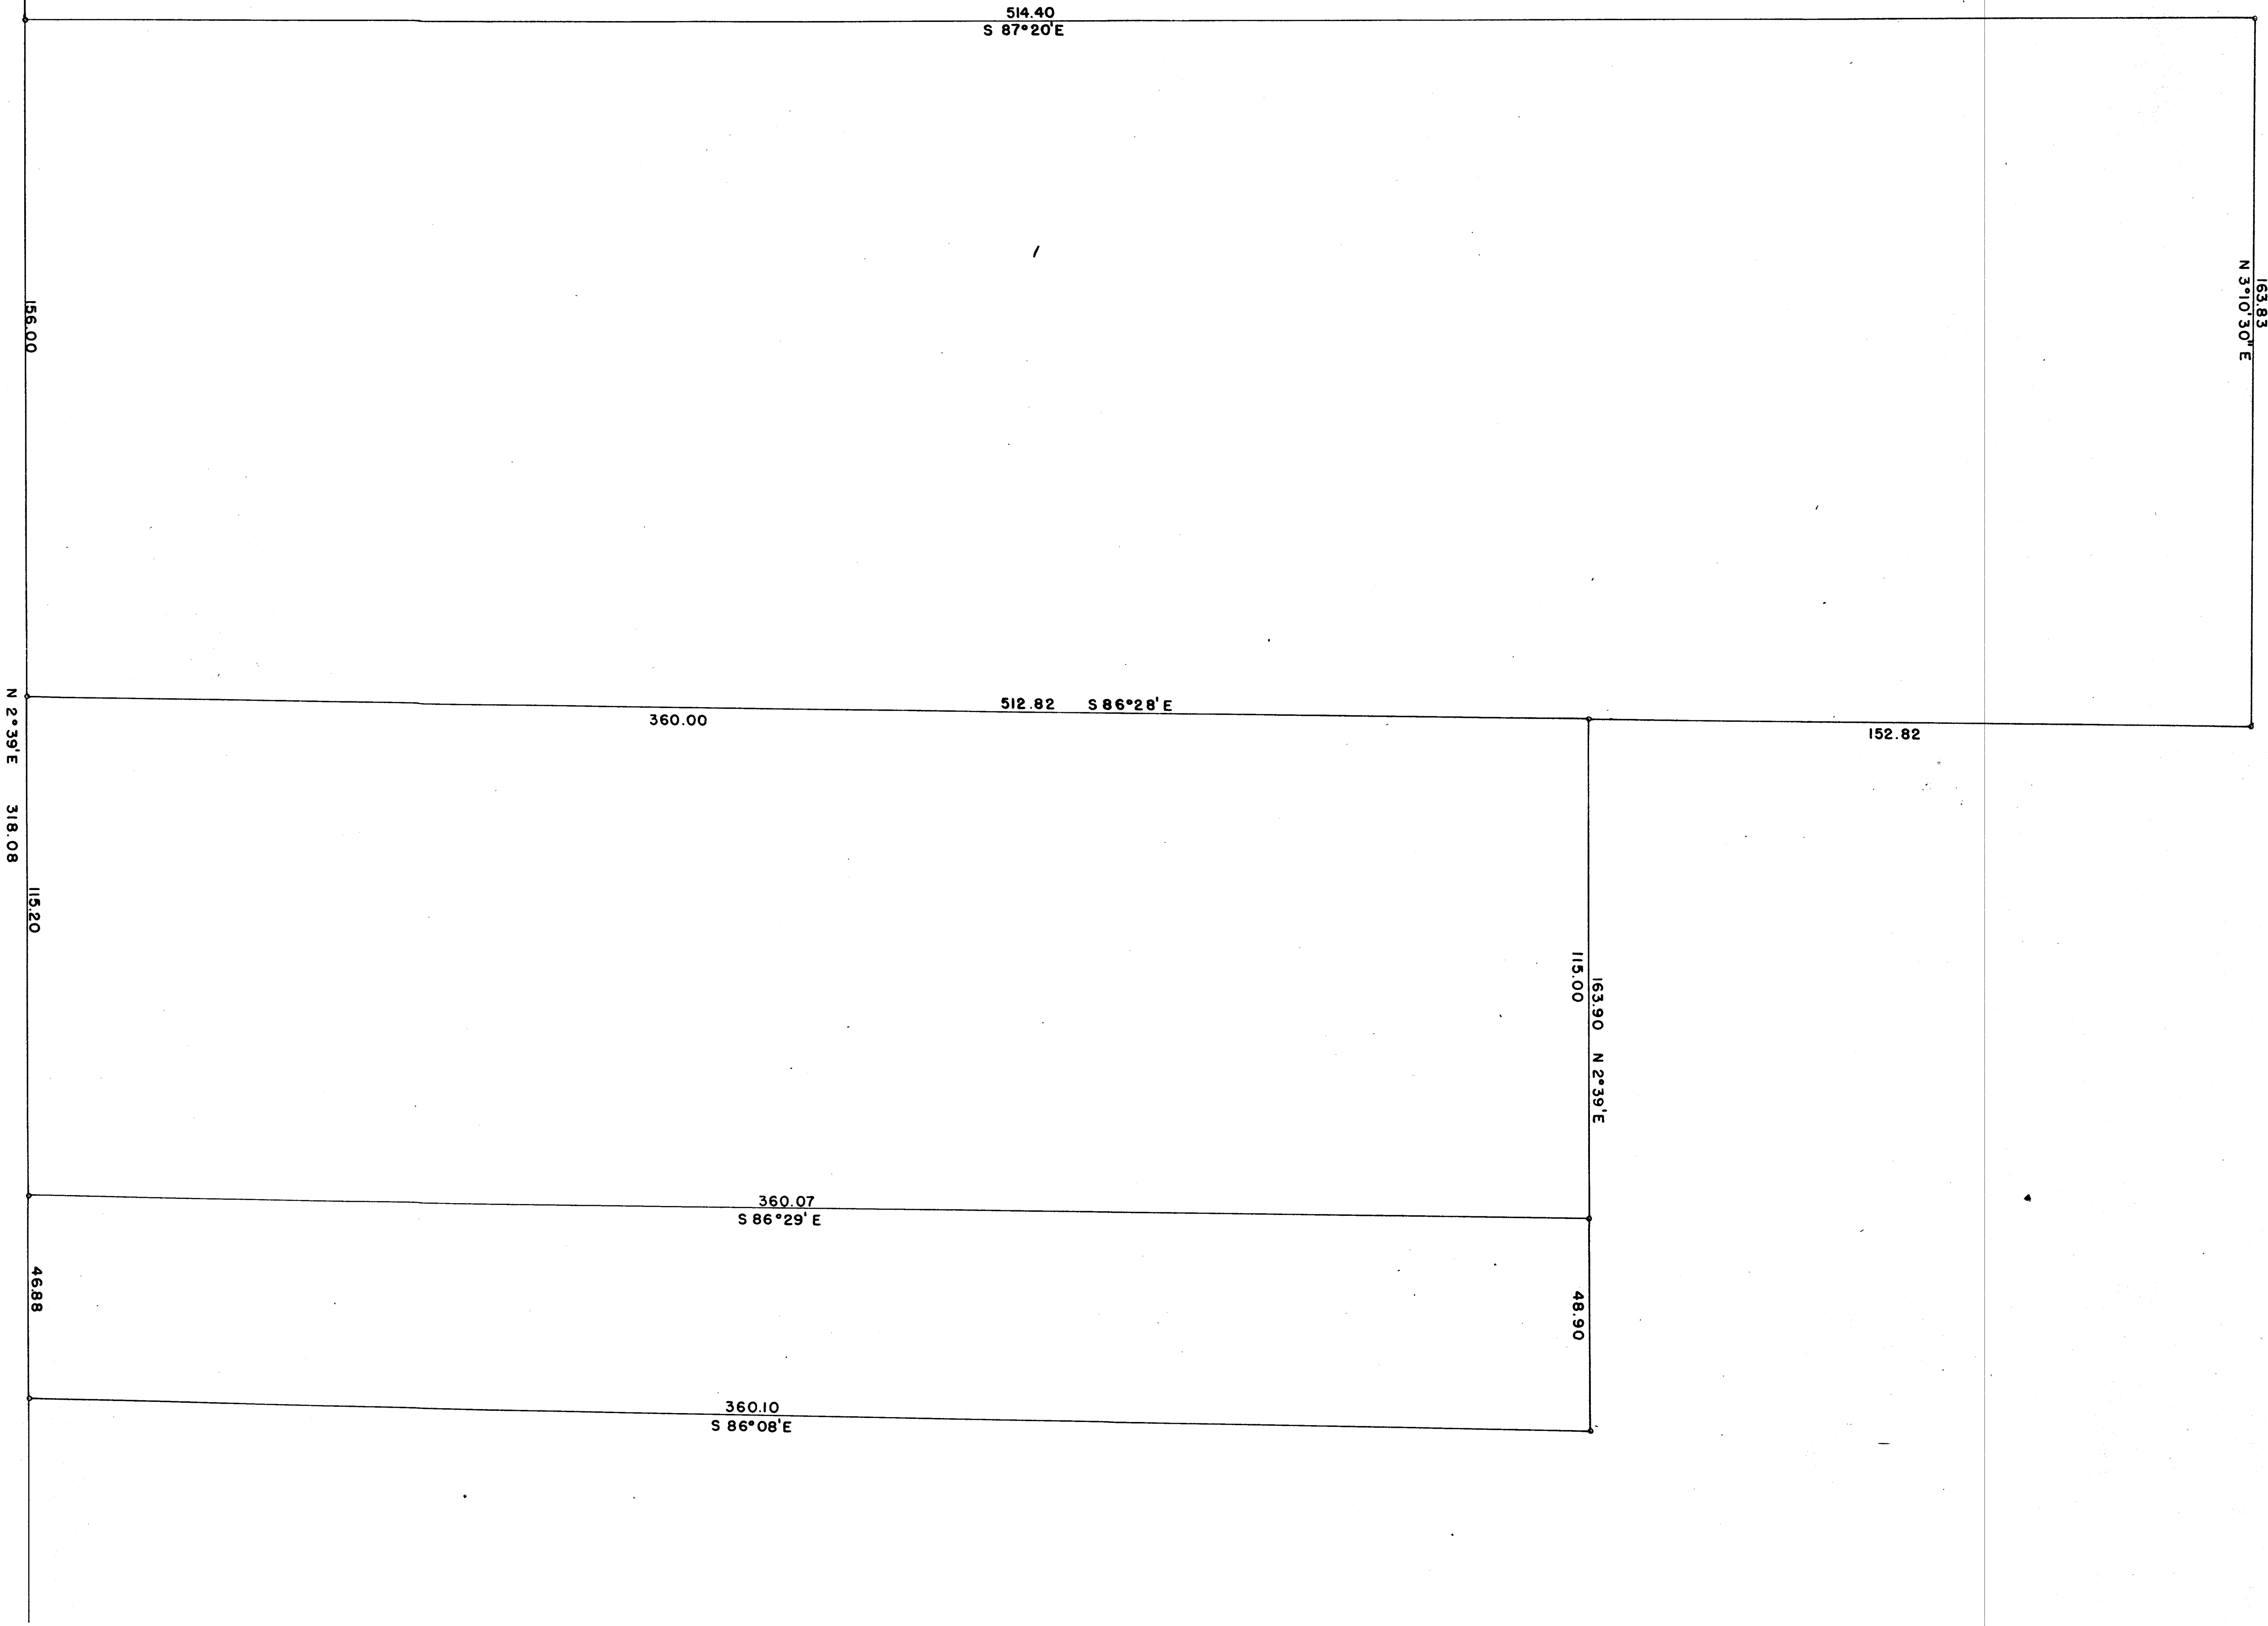 514.40
S 87°20'E
163.83
N 3°10'30" E
156.00
512.82 S 86°28'E
360.00
152.82
N 2°39'E 318.08
115.20
115.00
163.90 N 2°39'E
360.07
S 86°29'E
46.88
48.90
360.10
S 86°08'E